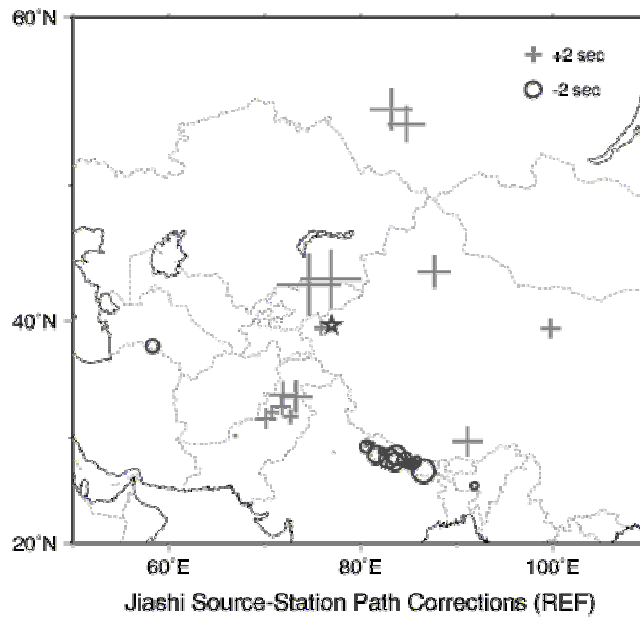 60°N
+2 sec
-2 sec
40°N
20°N
60°E 80°E 100°E
Jiashi Source-Station Path Corrections (REF)